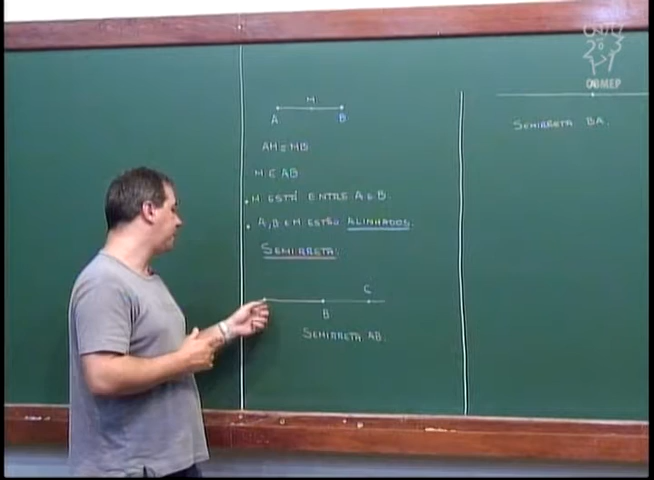 M
A B
AM ≡ MB
M ∈ AB
• M ESTÁ ENTRE A E B.
• A, B E M ESTÃO ALINHADOS.
SEMIRRETA:
C
B
SEMIRRETA AB.
OBMEP
SEMIRRETA BA.